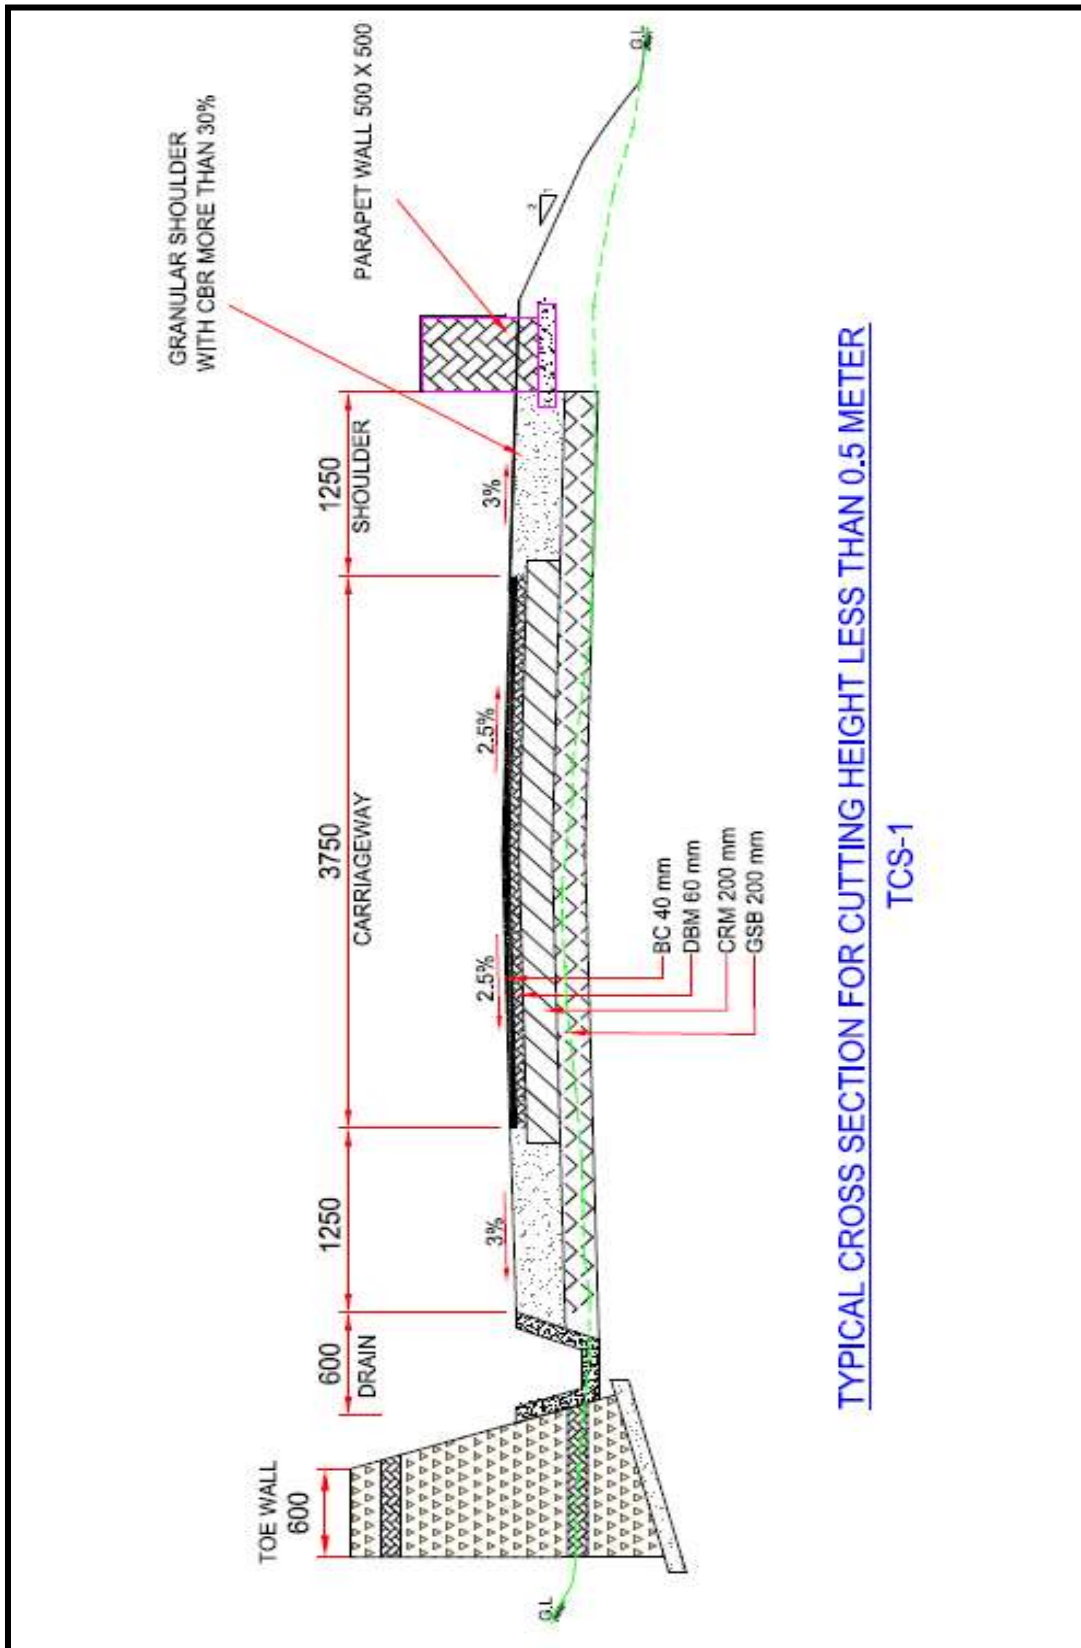 GRANULAR SHOULDER
WITH CBR MORE THAN 30%
PARAPET WALL 500 X 500
TOE WALL
600
600
DRAIN
1250
3750
CARRIAGEWAY
1250
SHOULDER
3%
2.5%
2.5%
3%
2
1
G.L
G.L
BC 40 mm
DBM 60 mm
CRM 200 mm
GSB 200 mm
TYPICAL CROSS SECTION FOR CUTTING HEIGHT LESS THAN 0.5 METER
TCS-1